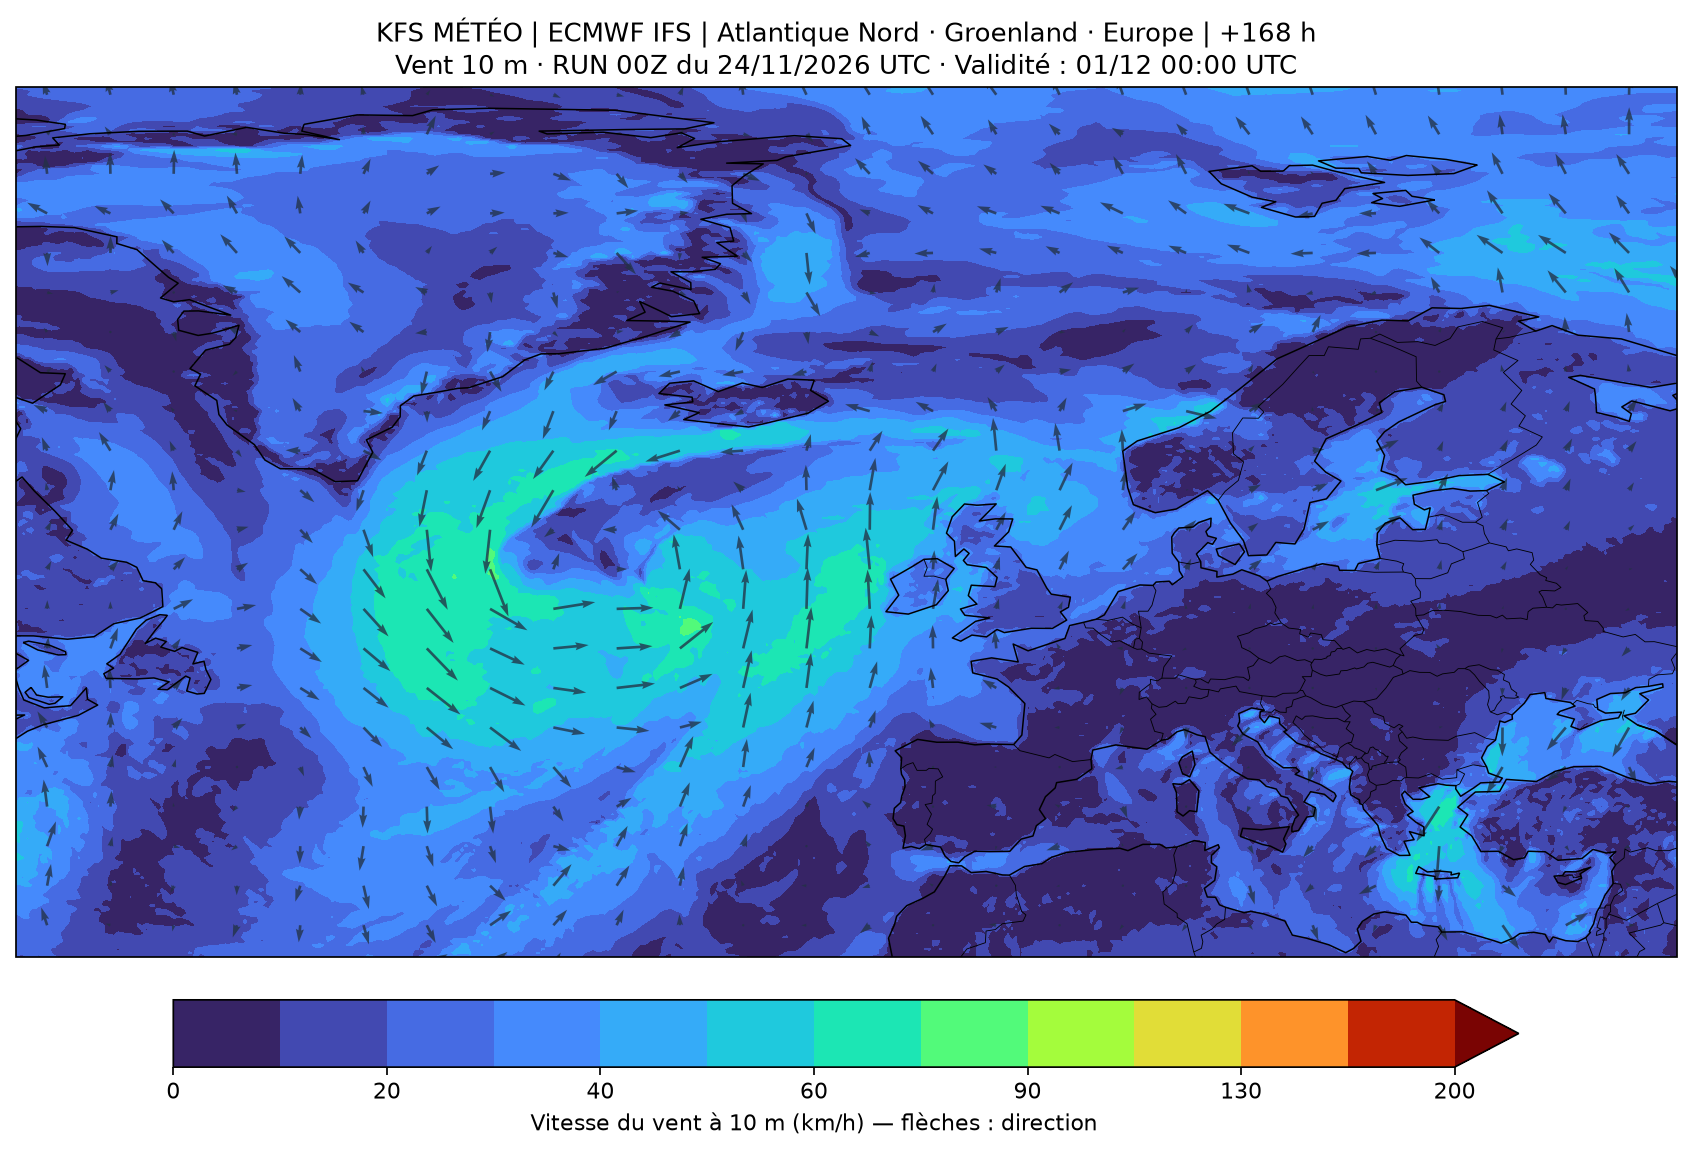 KFS MÉTÉO | ECMWF IFS | Atlantique Nord · Groenland · Europe | +168 h
Vent 10 m · RUN 00Z du 24/11/2026 UTC · Validité : 01/12 00:00 UTC
0 20 40 60 90 130 200
Vitesse du vent à 10 m (km/h) — flèches : direction